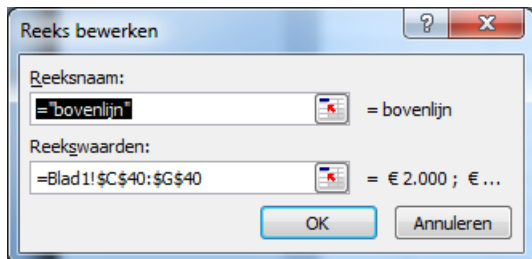 Reeks bewerken
Reeksnaam:
="bovenlijn" = bovenlijn
Reekswaarden:
=Blad1!$C$40:$G$40 = € 2.000 ; € ...
OK Annuleren